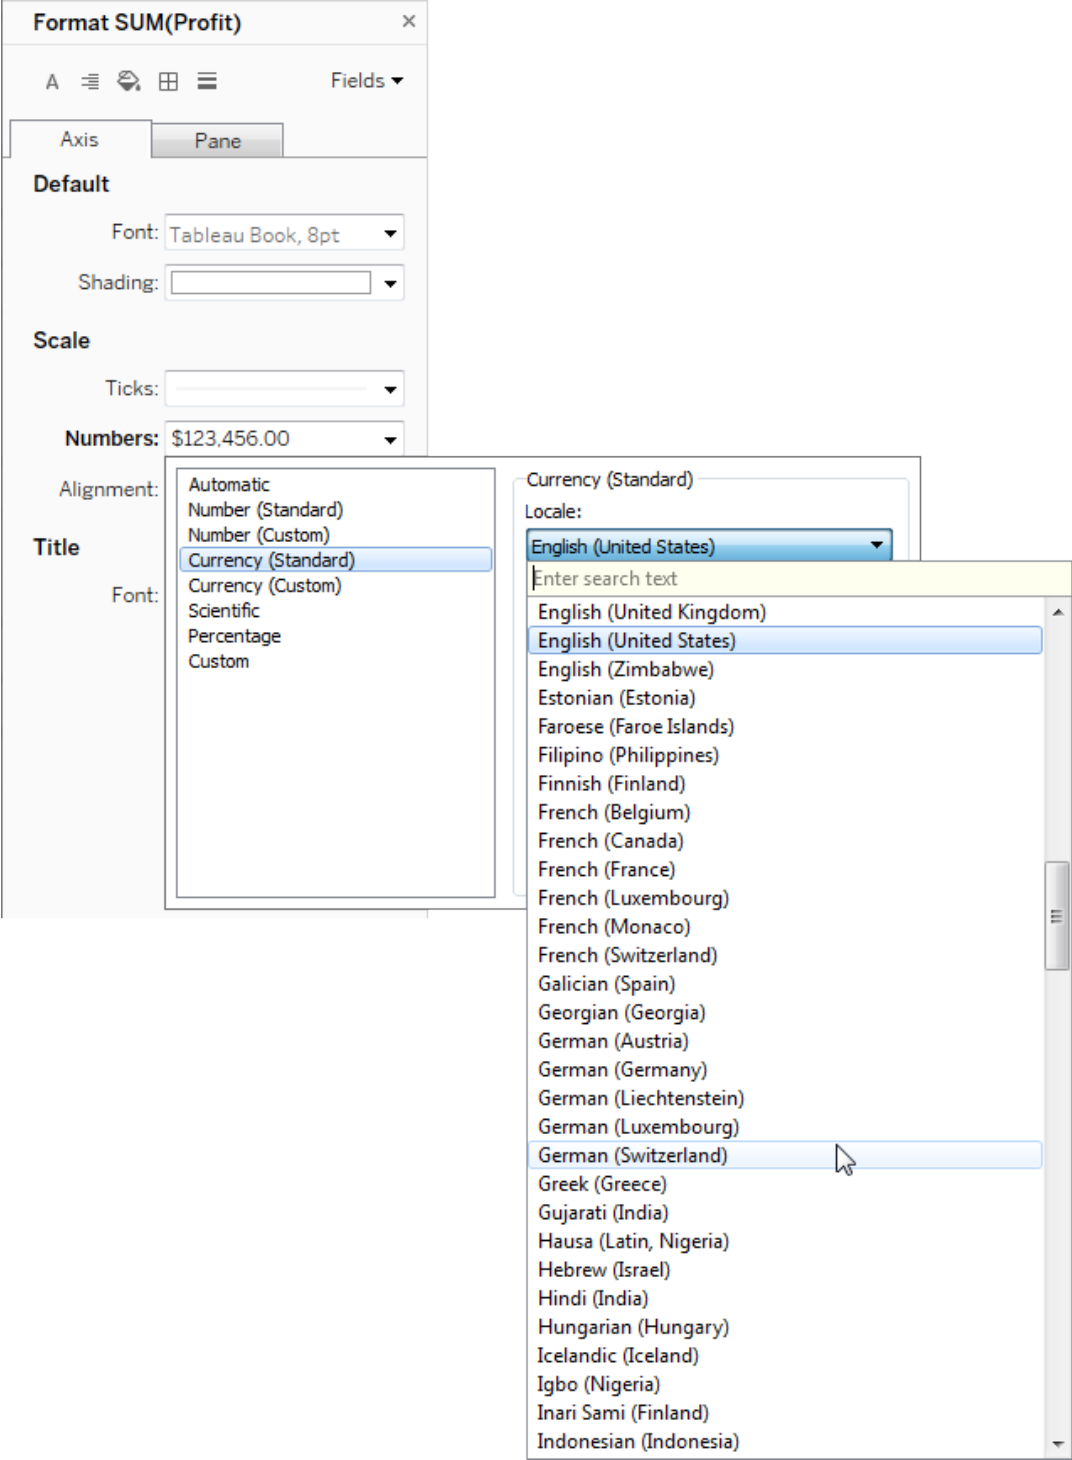 Format SUM(Profit)
A
Fields
Axis
Pane
Default
Font: Tableau Book, 8pt
Shading:
Scale
Ticks:
Numbers: $123,456.00
Alignment:
Title
Font:
Automatic
Number (Standard)
Number (Custom)
Currency (Standard)
Currency (Custom)
Scientific
Percentage
Custom
Currency (Standard)
Locale:
English (United States)
Enter search text
English (United Kingdom)
English (United States)
English (Zimbabwe)
Estonian (Estonia)
Faroese (Faroe Islands)
Filipino (Philippines)
Finnish (Finland)
French (Belgium)
French (Canada)
French (France)
French (Luxembourg)
French (Monaco)
French (Switzerland)
Galician (Spain)
Georgian (Georgia)
German (Austria)
German (Germany)
German (Liechtenstein)
German (Luxembourg)
German (Switzerland)
Greek (Greece)
Gujarati (India)
Hausa (Latin, Nigeria)
Hebrew (Israel)
Hindi (India)
Hungarian (Hungary)
Icelandic (Iceland)
Igbo (Nigeria)
Inari Sami (Finland)
Indonesian (Indonesia)